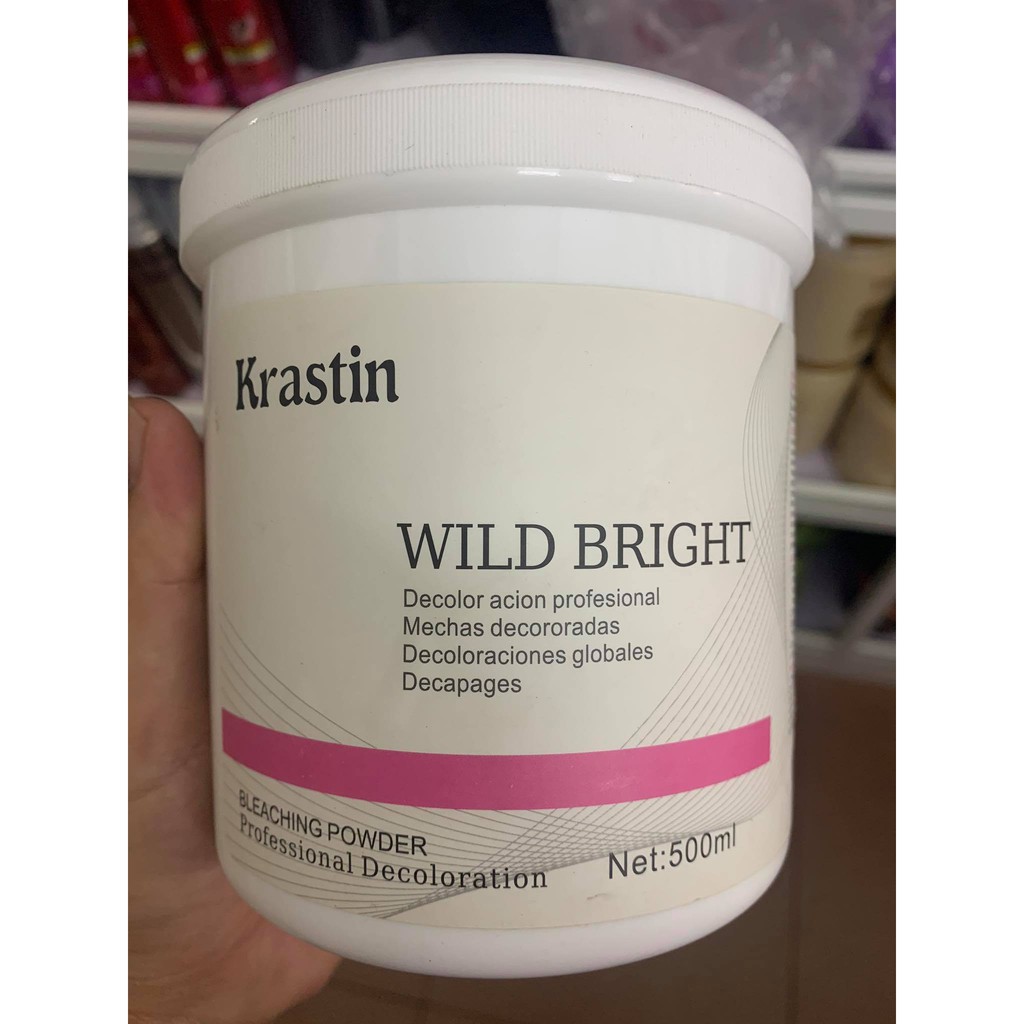 Krastin
WILD BRIGHT
Decolor acion profesional
Mechas decororadas
Decoloraciones globales
Decapages
BLEACHING POWDER
Professional Decoloration
Net:500ml